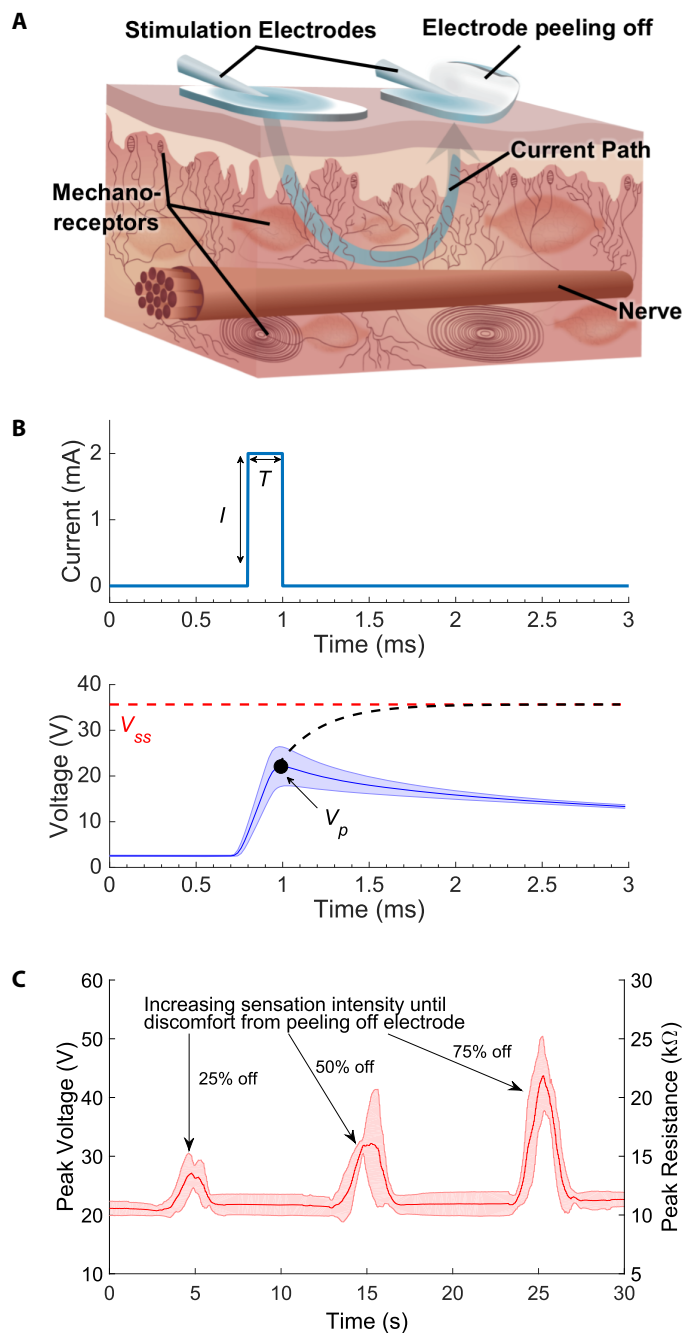 A
Stimulation Electrodes
Electrode peeling off
Current Path
Mechano-
receptors
Nerve
B
Current (mA)
2
1
0
I
T
0
0.5
1
1.5
2
2.5
3
Time (ms)
Voltage (V)
40
30
20
10
0
Vss
Vp
0
0.5
1
1.5
2
2.5
3
Time (ms)
C
Peak Voltage (V)
60
50
40
30
20
10
Increasing sensation intensity until
discomfort from peeling off electrode
25% off
50% off
75% off
30
25
20
15
10
5
Peak Resistance (kΩ)
0
5
10
15
20
25
30
Time (s)